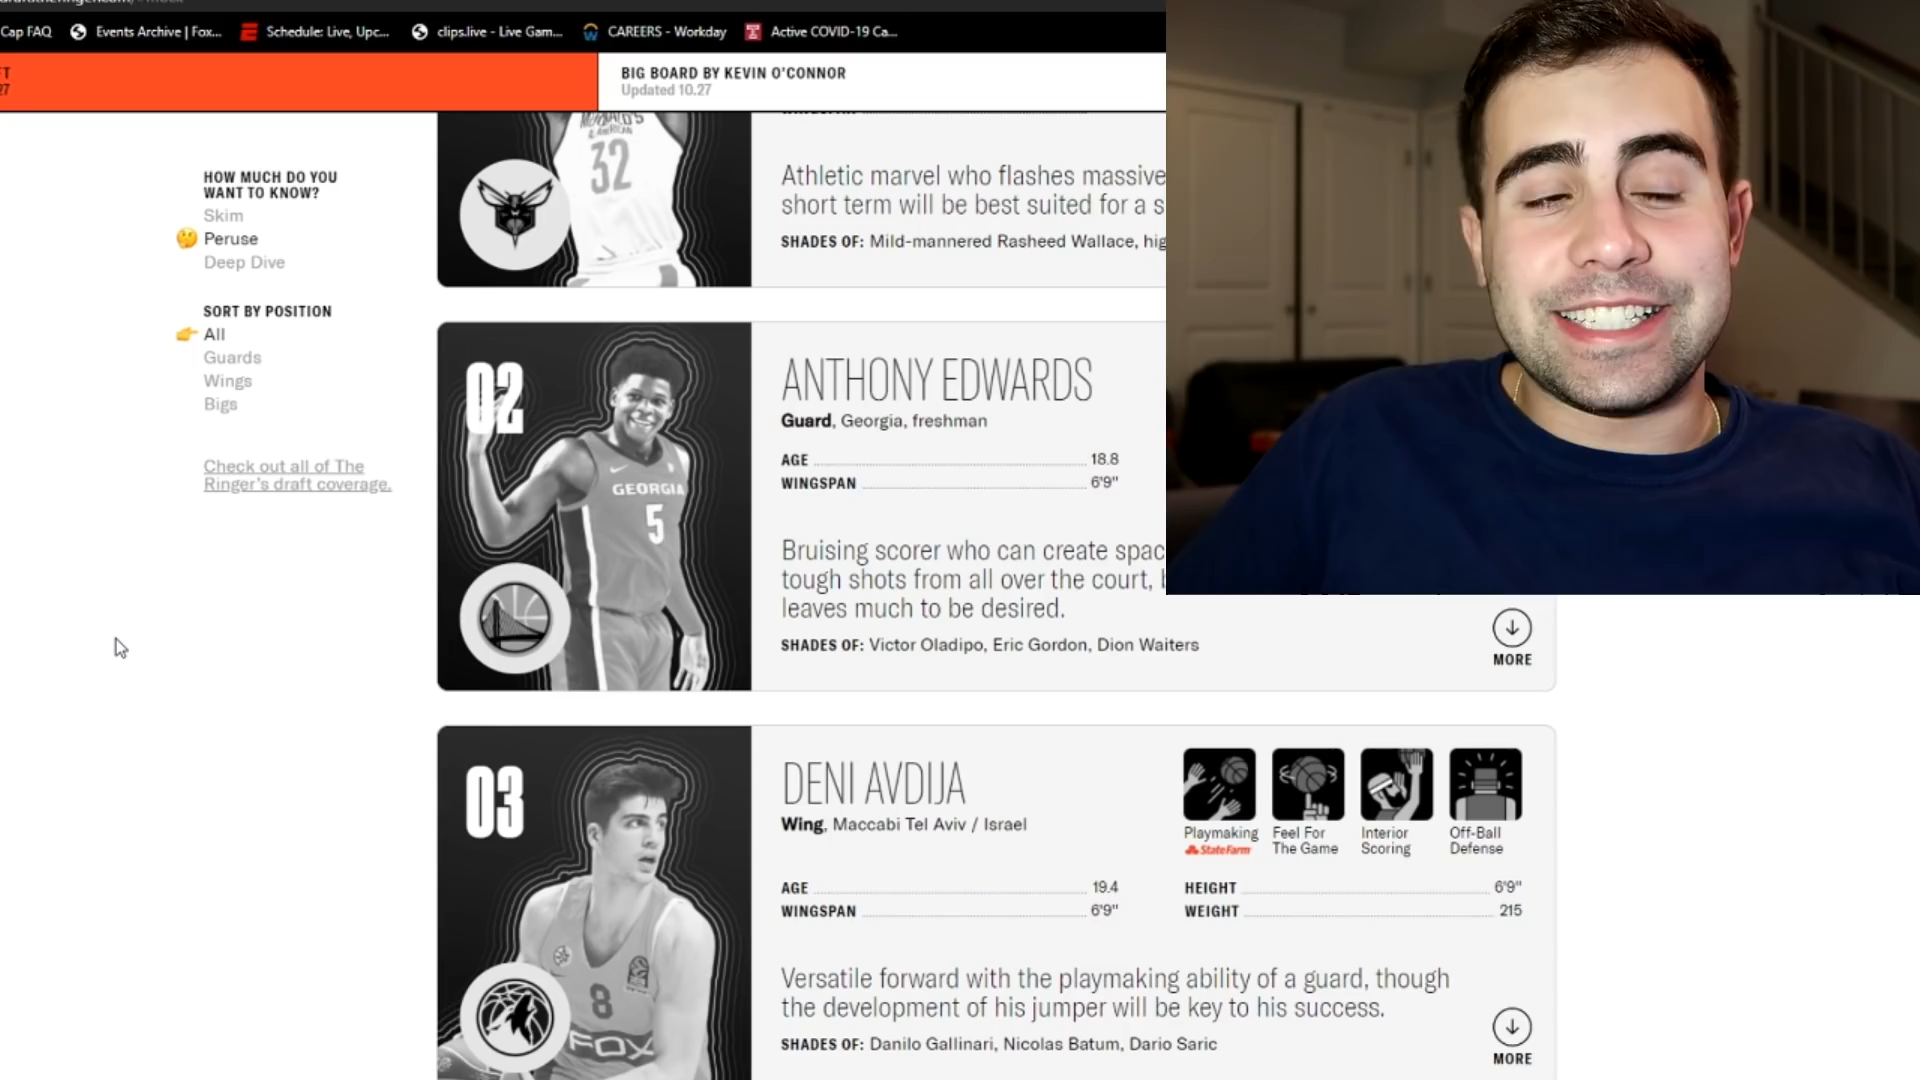 Cap FAQ
Events Archive | Fox...
Schedule: Live, Upc...
clips.live - Live Gam...
CAREERS - Workday
Active COVID-19 Ca...
BIG BOARD BY KEVIN O'CONNOR
Updated 10.27
HOW MUCH DO YOU
WANT TO KNOW?
Skim
Peruse
Deep Dive
SORT BY POSITION
All
Guards
Wings
Bigs
Check out all of The
Ringer's draft coverage.
McDONALD'S
32
Athletic marvel who flashes massive
short term will be best suited for a s
SHADES OF: Mild-mannered Rasheed Wallace, hig
02
GEORGIA
5
ANTHONY EDWARDS
Guard, Georgia, freshman
AGE 18.8
WINGSPAN 6'9"
Bruising scorer who can create spac
tough shots from all over the court,
leaves much to be desired.
SHADES OF: Victor Oladipo, Eric Gordon, Dion Waiters
MORE
03
8
FOX
DENI AVDIJA
Wing, Maccabi Tel Aviv / Israel
Playmaking
StateFarm
Feel For
The Game
Interior
Scoring
Off-Ball
Defense
AGE 19.4
WINGSPAN 6'9"
HEIGHT 6'9"
WEIGHT 215
Versatile forward with the playmaking ability of a guard, though
the development of his jumper will be key to his success.
SHADES OF: Danilo Gallinari, Nicolas Batum, Dario Saric
MORE